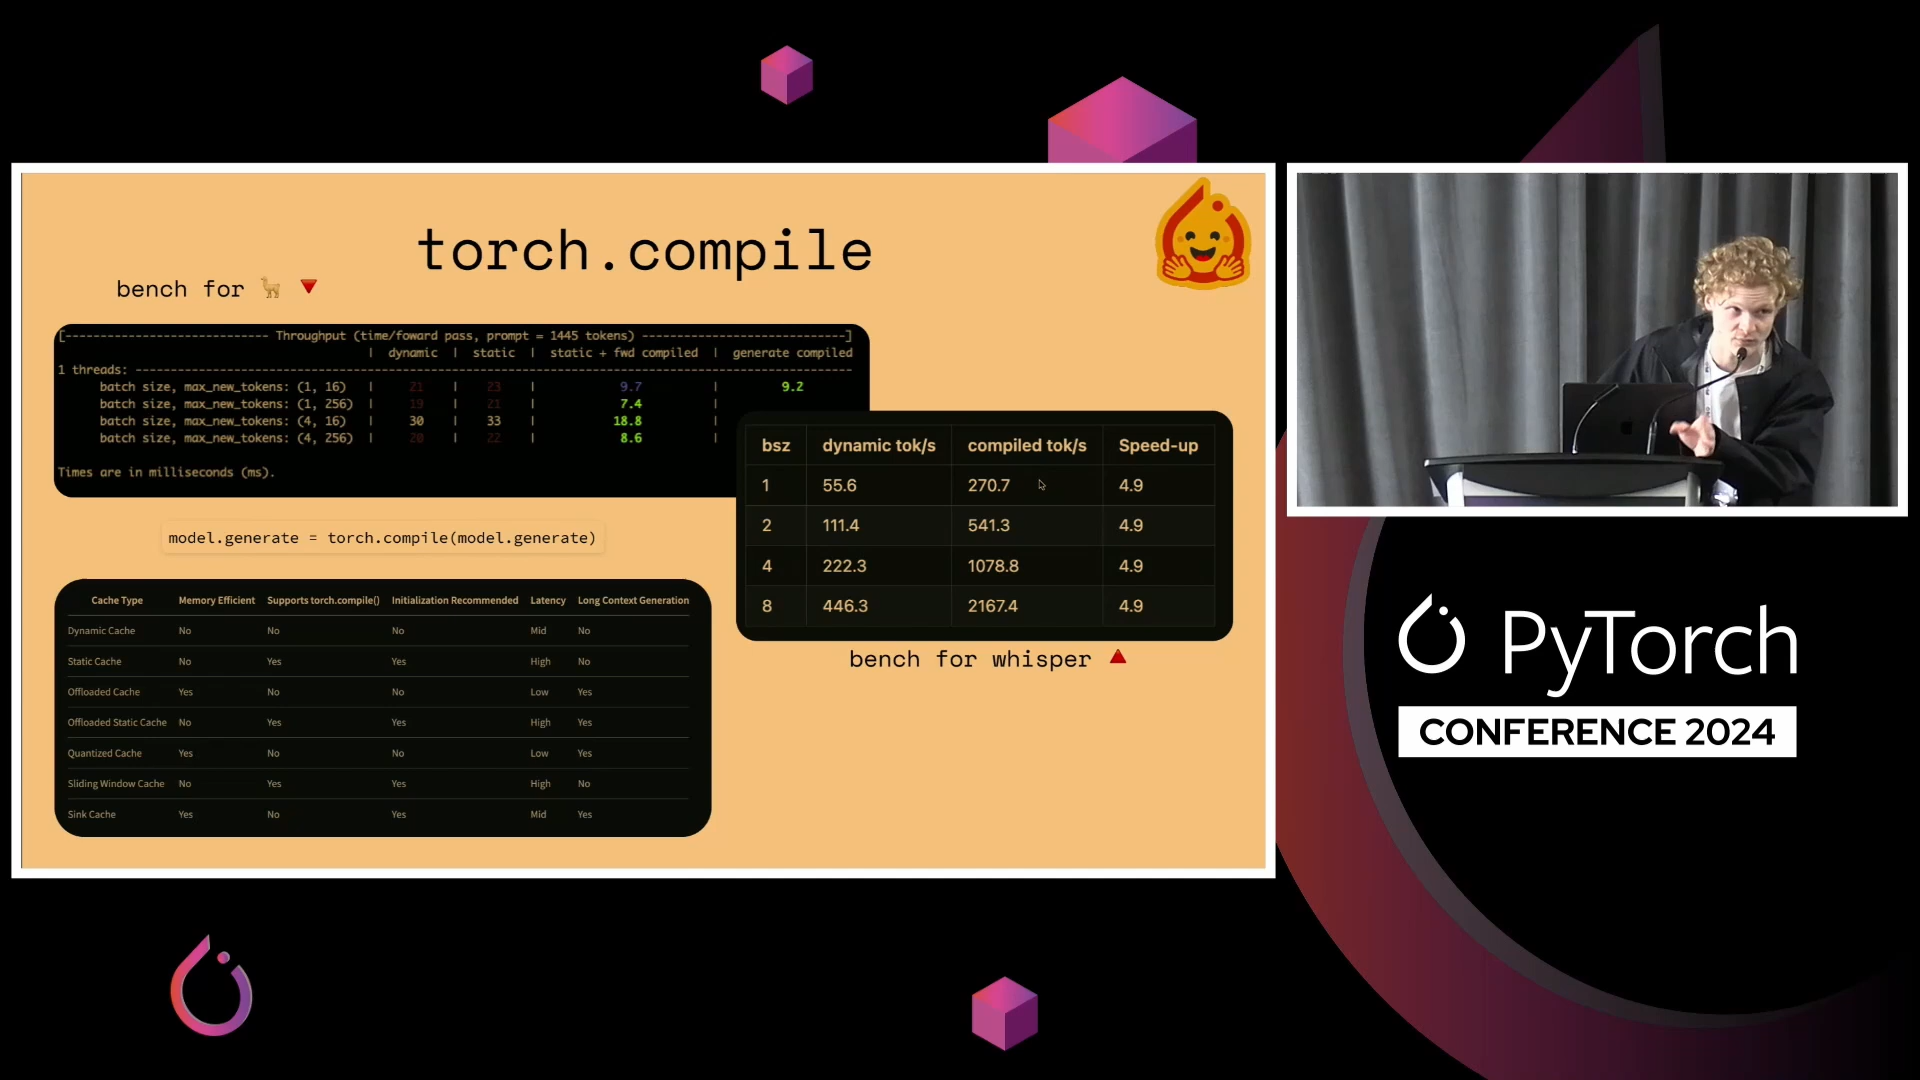 torch.compile
bench for
[--------------------------- Throughput (time/foward pass, prompt = 1445 tokens) ---------------------------]
| dynamic | static | static + fwd compiled | generate compiled
1 threads: ------------------------------------------------------------
batch size, max_new_tokens: (1, 16) | 21 | 23 | 9.7 | 9.2
batch size, max_new_tokens: (1, 256) | 19 | 21 | 7.4 |
batch size, max_new_tokens: (4, 16) | 30 | 33 | 18.8 |
batch size, max_new_tokens: (4, 256) | 20 | 22 | 8.6 |
Times are in milliseconds (ms).
bsz dynamic tok/s compiled tok/s Speed-up
1 55.6 270.7 4.9
2 111.4 541.3 4.9
4 222.3 1078.8 4.9
8 446.3 2167.4 4.9
bench for whisper
model.generate = torch.compile(model.generate)
Cache Type Memory Efficient Supports torch.compile() Initialization Recommended Latency Long Context Generation
Dynamic Cache No No No Mid No
Static Cache No Yes Yes High No
Offloaded Cache Yes No No Low Yes
Offloaded Static Cache No Yes Yes High Yes
Quantized Cache Yes No No Low Yes
Sliding Window Cache No Yes Yes High No
Sink Cache Yes No Yes Mid Yes
PyTorch
CONFERENCE 2024